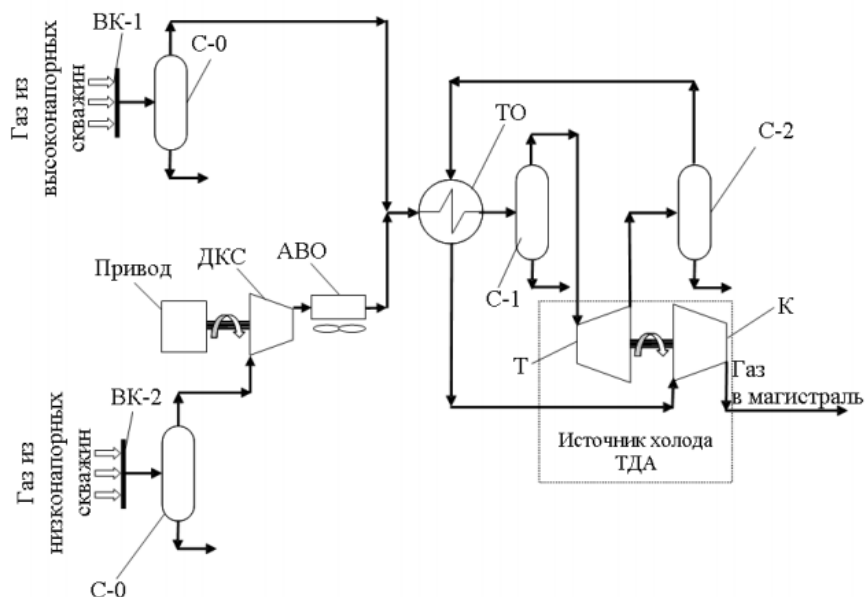 ВК-1
С-0
Газ из
высоконапорных
скважин
ТО
С-2
С-1
Привод
ДКС
АВО
Т
К
Газ
в магистраль
Источник холода
ТДА
ВК-2
Газ из
низконапорных
скважин
С-0